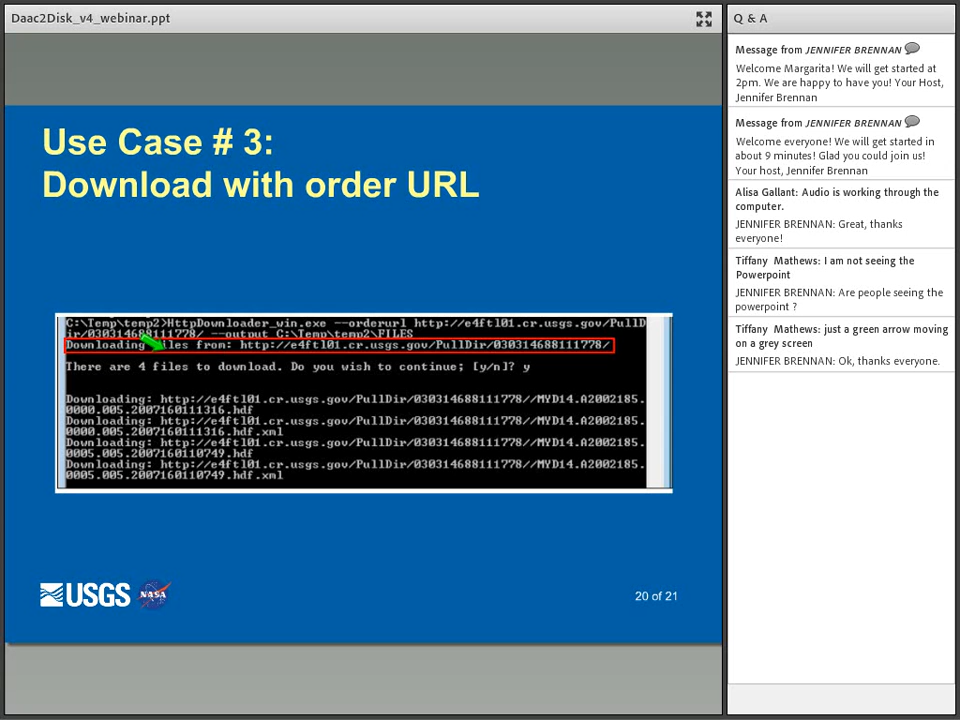 Daac2Disk_v4_webinar.ppt
Use Case # 3:
Download with order URL
C:\Temp\temp2>HttpDownloader_win.exe --orderurl http://e4ftl01.cr.usgs.gov/PullD
ir/030314688111778/ --output C:\Temp\temp2\FILES
Downloading files from: http://e4ftl01.cr.usgs.gov/PullDir/030314688111778/
There are 4 files to download. Do you wish to continue; [y/n]? y
Downloading: http://e4ftl01.cr.usgs.gov/PullDir/030314688111778//MYD14.A2002185.
0000.005.2007160111316.hdf
Downloading: http://e4ftl01.cr.usgs.gov/PullDir/030314688111778//MYD14.A2002185.
0000.005.2007160111316.hdf.xml
Downloading: http://e4ftl01.cr.usgs.gov/PullDir/030314688111778//MYD14.A2002185.
0005.005.2007160110749.hdf
Downloading: http://e4ftl01.cr.usgs.gov/PullDir/030314688111778//MYD14.A2002185.
0005.005.2007160110749.hdf.xml
USGS
NASA
20 of 21
Q & A
Message from JENNIFER BRENNAN
Welcome Margarita! We will get started at
2pm. We are happy to have you! Your Host,
Jennifer Brennan
Message from JENNIFER BRENNAN
Welcome everyone! We will get started in
about 9 minutes! Glad you could join us!
Your host, Jennifer Brennan
Alisa Gallant: Audio is working through the
computer.
JENNIFER BRENNAN: Great, thanks
everyone!
Tiffany Mathews: I am not seeing the
Powerpoint
JENNIFER BRENNAN: Are people seeing the
powerpoint ?
Tiffany Mathews: just a green arrow moving
on a grey screen
JENNIFER BRENNAN: Ok, thanks everyone.